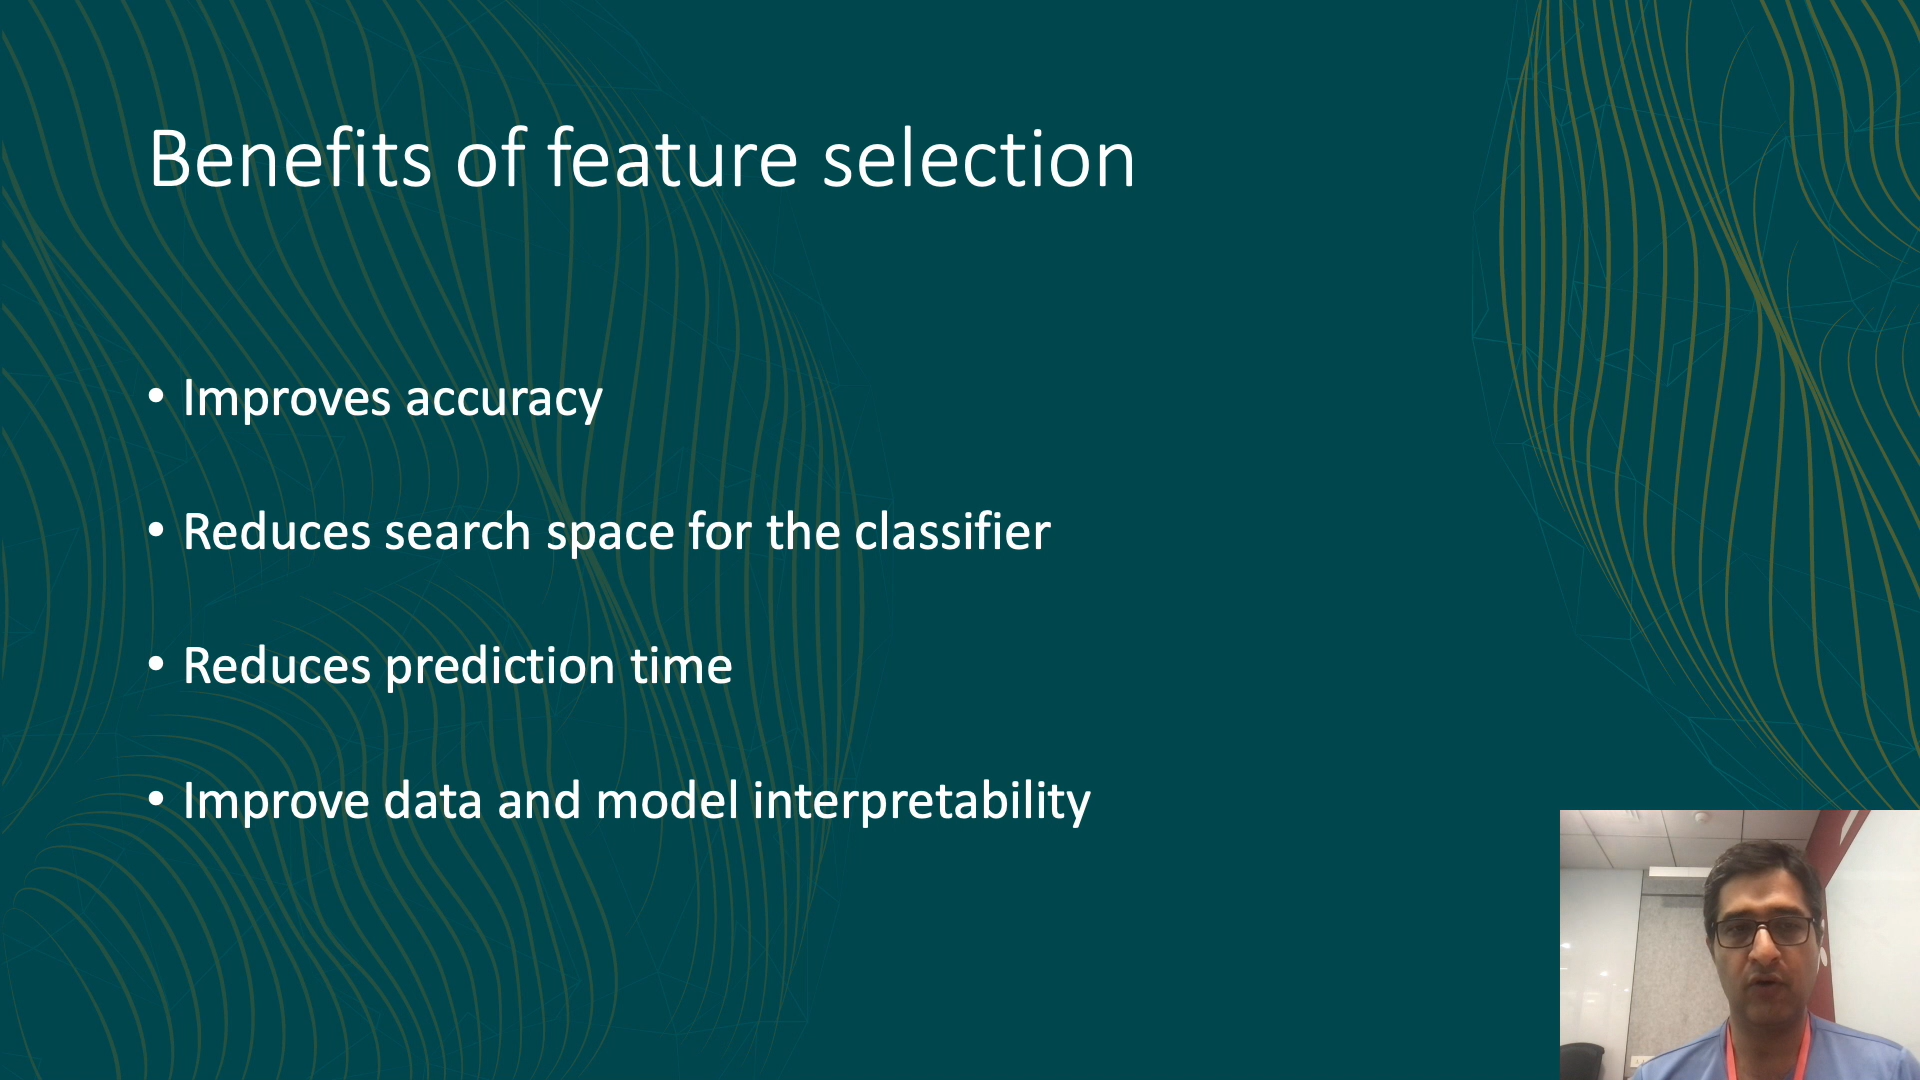 Benefits of feature selection
• Improves accuracy
• Reduces search space for the classifier
• Reduces prediction time
• Improve data and model interpretability